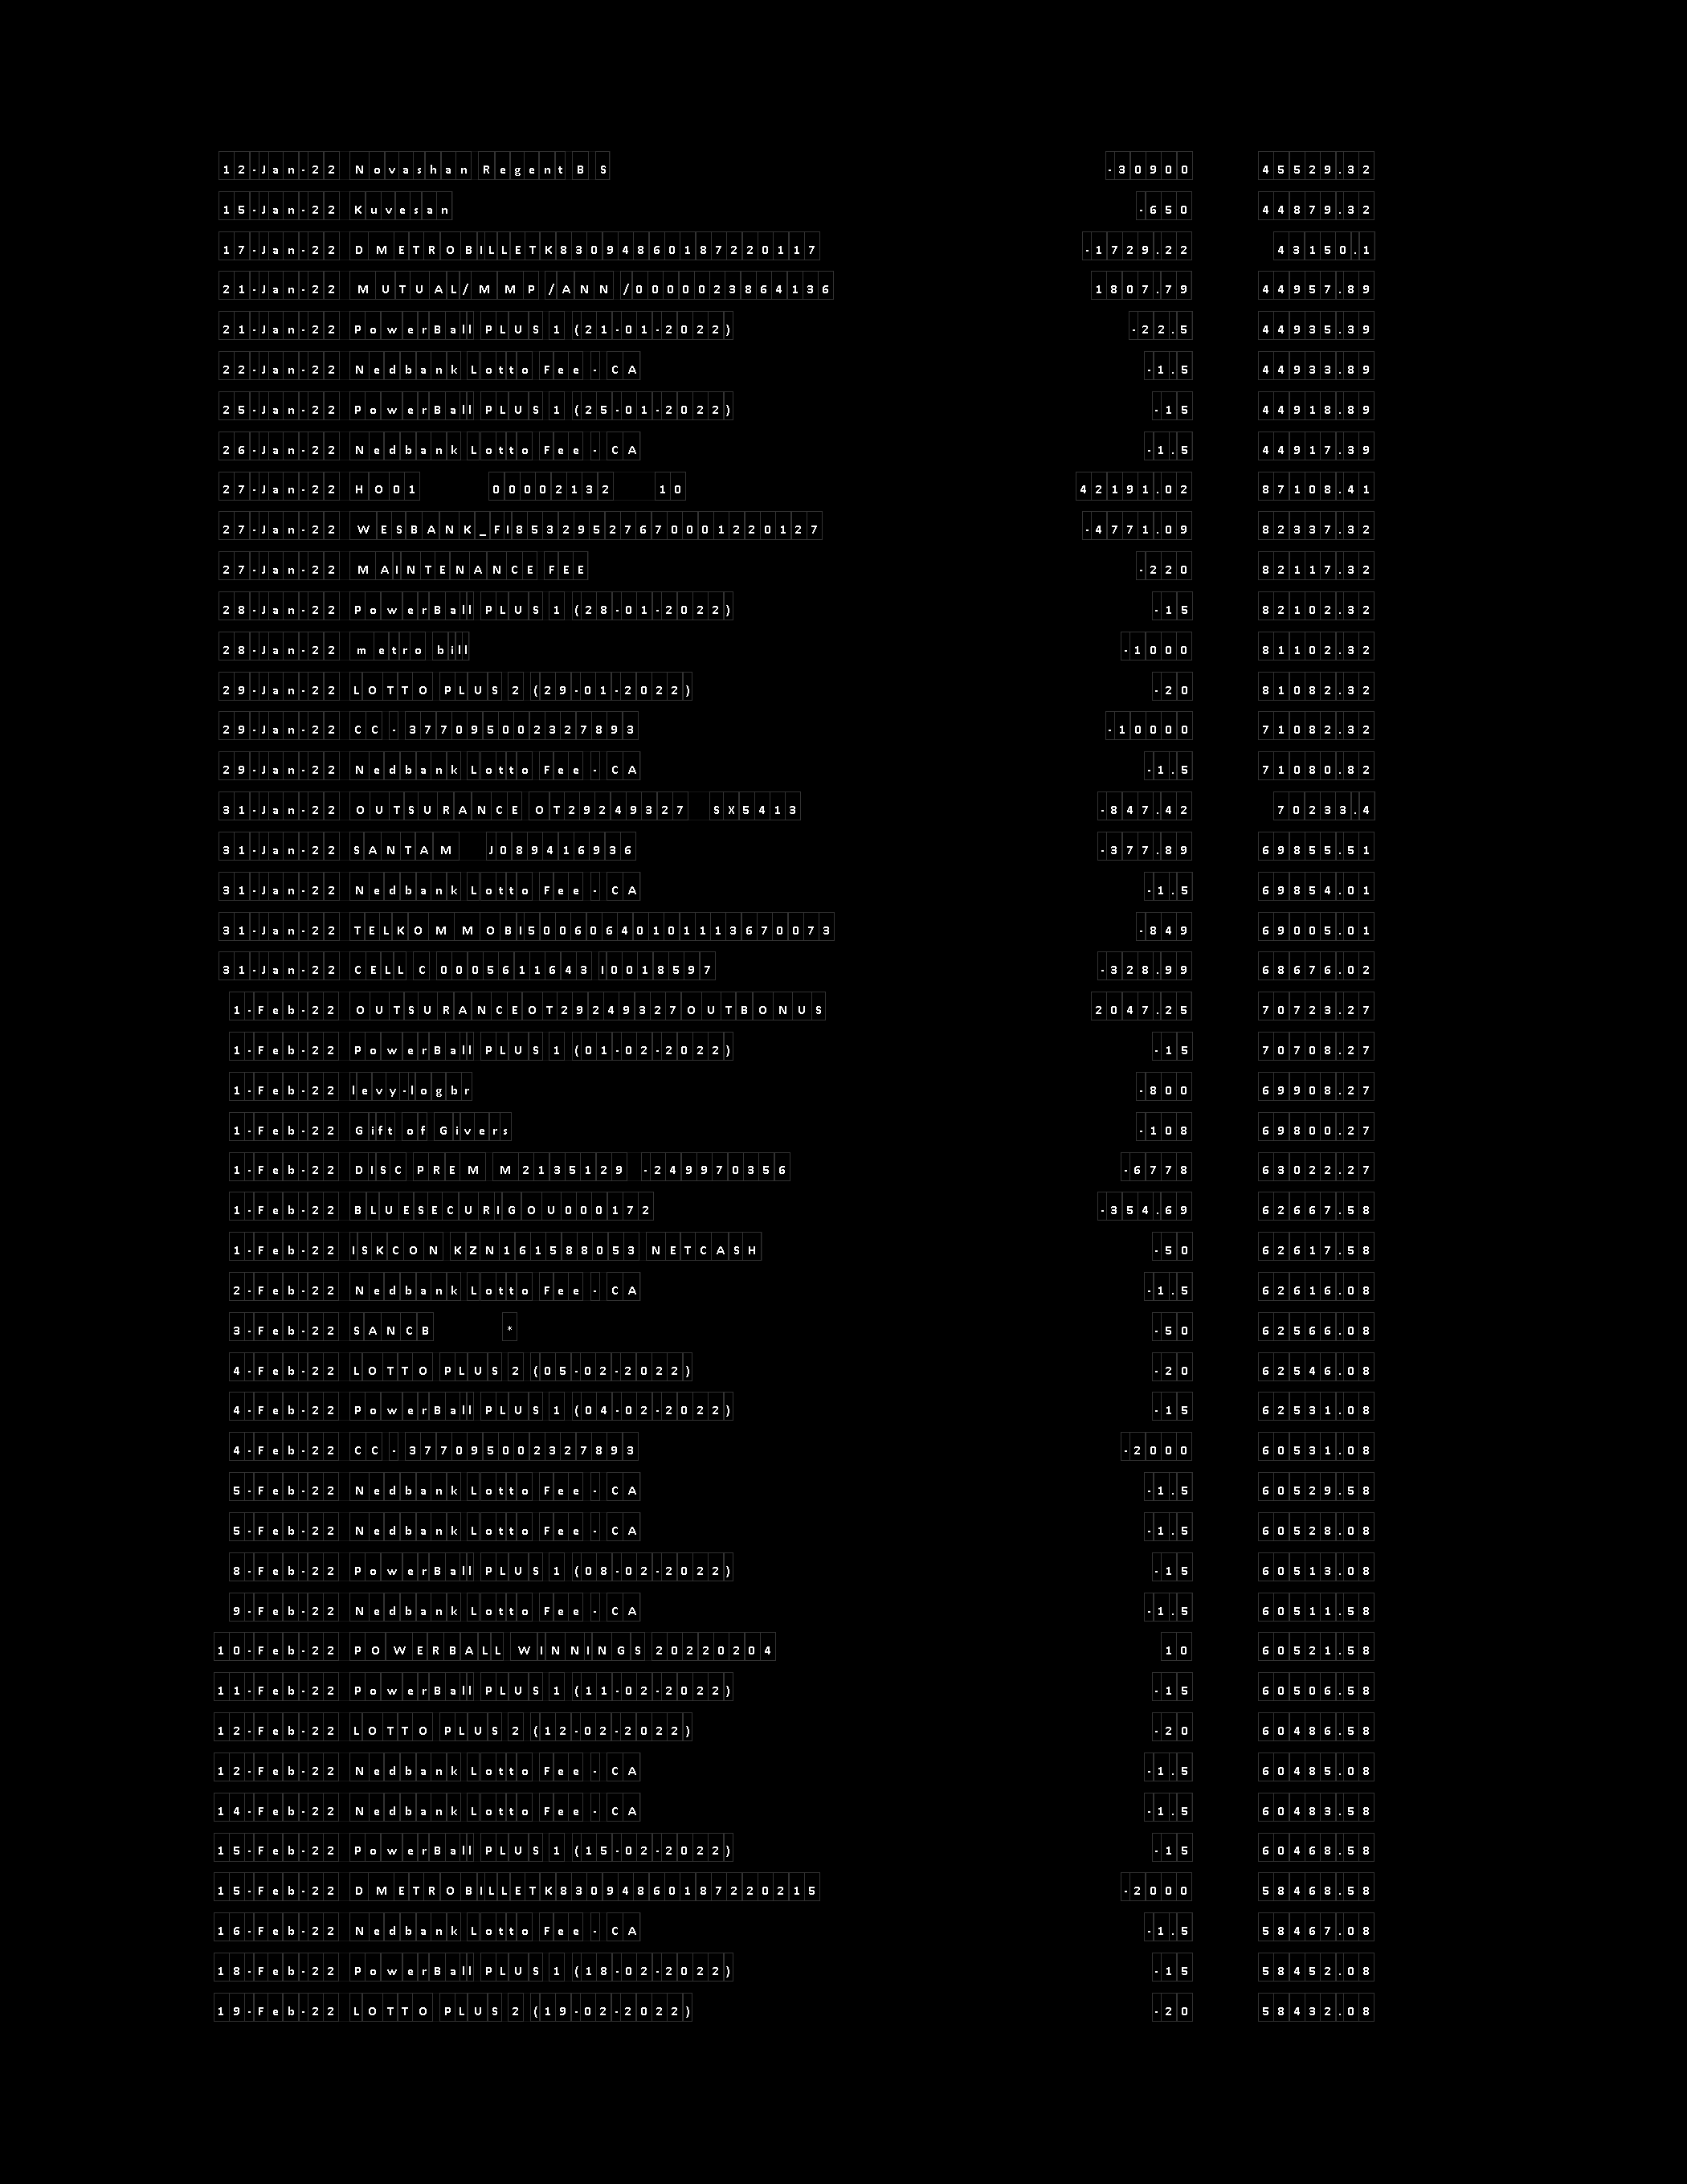 12-Jan-22 Novashan Regent B S -30900 45529.32
15-Jan-22 Kuvesan -650 44879.32
17-Jan-22 DMETROBILLETK8309486018722​0117 -1729.22 43150.1
21-Jan-22 MUTUAL/MMP/ANN/0000023864136 1807.79 44957.89
21-Jan-22 PowerBall PLUS 1 (21-01-2022) -22.5 44935.39
22-Jan-22 Nedbank Lotto Fee - CA -1.5 44933.89
25-Jan-22 PowerBall PLUS 1 (25-01-2022) -15 44918.89
26-Jan-22 Nedbank Lotto Fee - CA -1.5 44917.39
27-Jan-22 HO01 00002132 10 42191.02 87108.41
27-Jan-22 WESBANK_FI85329527670001220127 -4771.09 82337.32
27-Jan-22 MAINTENANCE FEE -220 82117.32
28-Jan-22 PowerBall PLUS 1 (28-01-2022) -15 82102.32
28-Jan-22 metro bill -1000 81102.32
29-Jan-22 LOTTO PLUS 2 (29-01-2022) -20 81082.32
29-Jan-22 CC - 377095002327893 -10000 71082.32
29-Jan-22 Nedbank Lotto Fee - CA -1.5 71080.82
31-Jan-22 OUTSURANCE OT29249327 SX5413 -847.42 70233.4
31-Jan-22 SANTAM J089416936 -377.89 69855.51
31-Jan-22 Nedbank Lotto Fee - CA -1.5 69854.01
31-Jan-22 TELKOM MOBI5006064010111367​0073 -849 69005.01
31-Jan-22 CELL C 0005611643 I0018597 -328.99 68676.02
1-Feb-22 OUTSURANCEOT29249327OUTBONUS 2047.25 70723.27
1-Feb-22 PowerBall PLUS 1 (01-02-2022) -15 70708.27
1-Feb-22 levy-logbr -800 69908.27
1-Feb-22 Gift of Givers -108 69800.27
1-Feb-22 DISC PREM M2135129 -249970356 -6778 63022.27
1-Feb-22 BLUESECURIGOU000172 -354.69 62667.58
1-Feb-22 ISKCON KZN161588053 NETCASH -50 62617.58
2-Feb-22 Nedbank Lotto Fee - CA -1.5 62616.08
3-Feb-22 SANCB * -50 62566.08
4-Feb-22 LOTTO PLUS 2 (05-02-2022) -20 62546.08
4-Feb-22 PowerBall PLUS 1 (04-02-2022) -15 62531.08
4-Feb-22 CC - 377095002327893 -2000 60531.08
5-Feb-22 Nedbank Lotto Fee - CA -1.5 60529.58
5-Feb-22 Nedbank Lotto Fee - CA -1.5 60528.08
8-Feb-22 PowerBall PLUS 1 (08-02-2022) -15 60513.08
9-Feb-22 Nedbank Lotto Fee - CA -1.5 60511.58
10-Feb-22 POWERBALL WINNINGS 20220204 10 60521.58
11-Feb-22 PowerBall PLUS 1 (11-02-2022) -15 60506.58
12-Feb-22 LOTTO PLUS 2 (12-02-2022) -20 60486.58
12-Feb-22 Nedbank Lotto Fee - CA -1.5 60485.08
14-Feb-22 Nedbank Lotto Fee - CA -1.5 60483.58
15-Feb-22 PowerBall PLUS 1 (15-02-2022) -15 60468.58
15-Feb-22 DMETROBILLETK83094860187220215 -2000 58468.58
16-Feb-22 Nedbank Lotto Fee - CA -1.5 58467.08
18-Feb-22 PowerBall PLUS 1 (18-02-2022) -15 58452.08
19-Feb-22 LOTTO PLUS 2 (19-02-2022) -20 58432.08